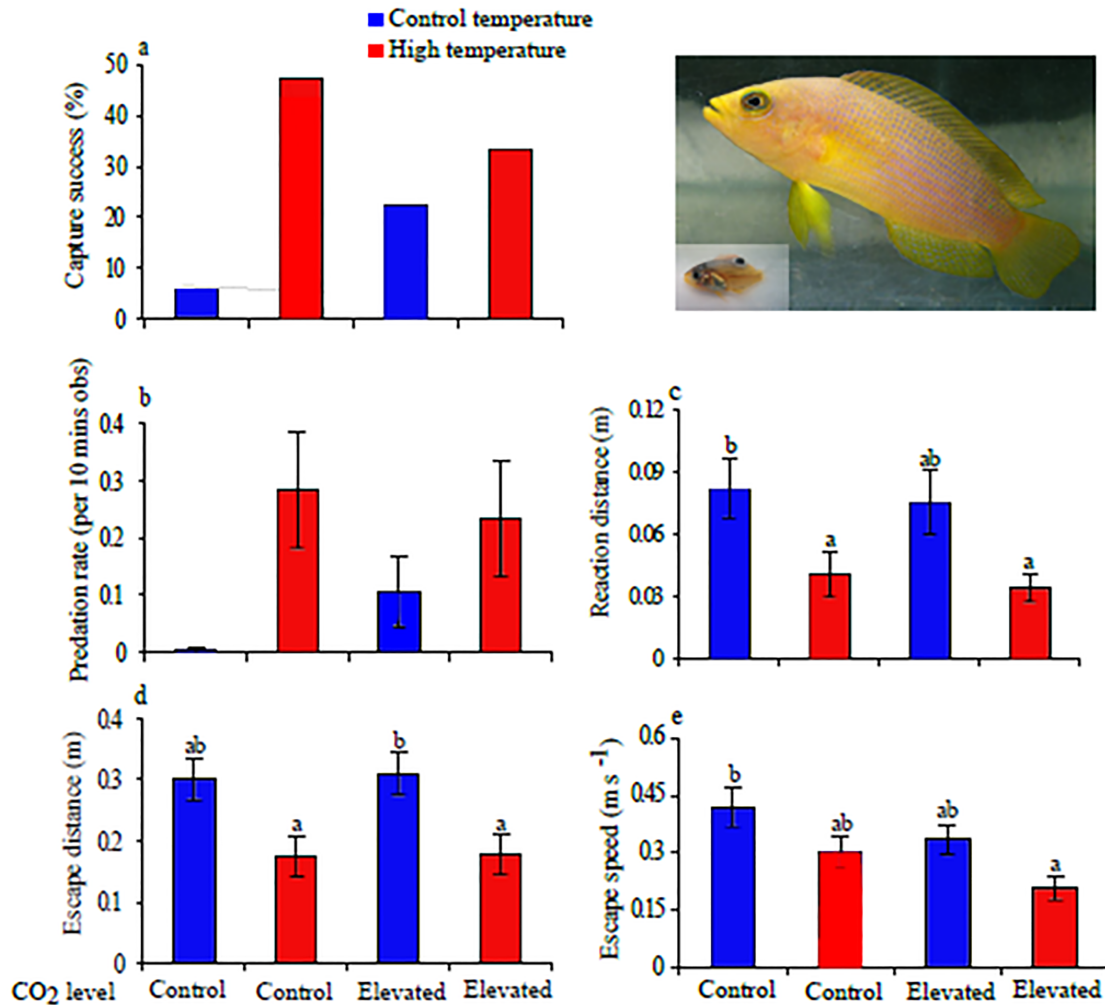 Control temperature
High temperature
a
Capture success (%)
50
40
30
20
10
0
b
Predation rate (per 10 mins obs)
0.4
0.3
0.2
0.1
0
c
Reaction distance (m)
0.12
0.09
0.06
0.03
0
b
a
ab
a
d
Escape distance (m)
0.4
0.3
0.2
0.1
0
ab
a
b
a
e
Escape speed (m s -1)
0.6
0.45
0.3
0.15
0
b
ab
ab
a
CO2 level
Control Control Elevated Elevated
Control Control Elevated Elevated